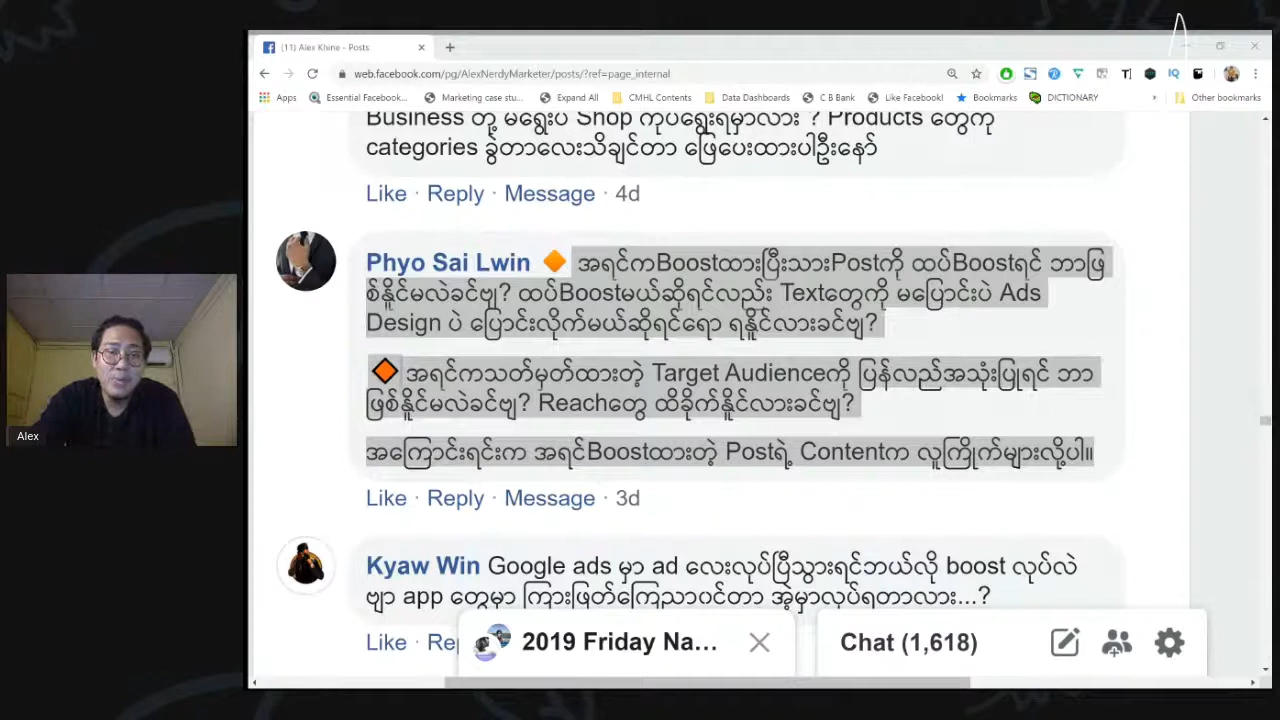 (11) Alex Khine - Posts
web.facebook.com/pg/AlexNerdyMarketer/posts/?ref=page_internal
Apps Essential Facebook... Marketing case stu... Expand All CMHL Contents Data Dashboards C B Bank Like Facebook! Bookmarks DICTIONARY Other bookmarks
Business တို့ မရွေးပဲ Shop ကိုပဲရွေးရမှာလား ? Products တွေကို
categories ခွဲတာလေးသိချင်တာ ဖြေပေးထားပါဦးနော်
Like · Reply · Message · 4d
Phyo Sai Lwin 🔶 အရင်ကBoostထားပြီးသားPostကို ထပ်Boostရင် ဘာဖြ
စ်နိူင်မလဲခင်ဗျ? ထပ်Boostမယ်ဆိုရင်လည်း Textတွေကို မပြောင်းပဲ Ads
Design ပဲ ပြောင်းလိုက်မယ်ဆိုရင်ရော ရနိူင်လားခင်ဗျ?
🔶 အရင်ကသတ်မှတ်ထားတဲ့ Target Audienceကို ပြန်လည်အသုံးပြုရင် ဘာ
ဖြစ်နိူင်မလဲခင်ဗျ? Reachတွေ ထိခိုက်နိူင်လားခင်ဗျ?
အကြောင်းရင်းက အရင်Boostထားတဲ့ Postရဲ့ Contentက လူကြိုက်များလို့ပါ။
Like · Reply · Message · 3d
Kyaw Win Google ads မှာ ad လေးလုပ်ပြီသွားရင်ဘယ်လို boost လုပ်လဲ
ဗျာ app တွေမှာ ကြားဖြတ်ကြေညာဝင်တာ အဲ့မှာလုပ်ရတာလား...?
Like · Rep
2019 Friday Na...
Chat (1,618)
Alex